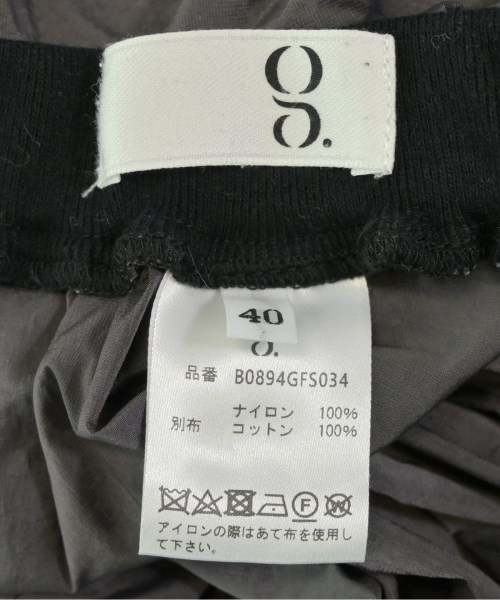 g.
40
g.
品番 B0894GFS034
ナイロン 100%
別布 コットン 100%
アイロンの際はあて布を使用し
て下さい。